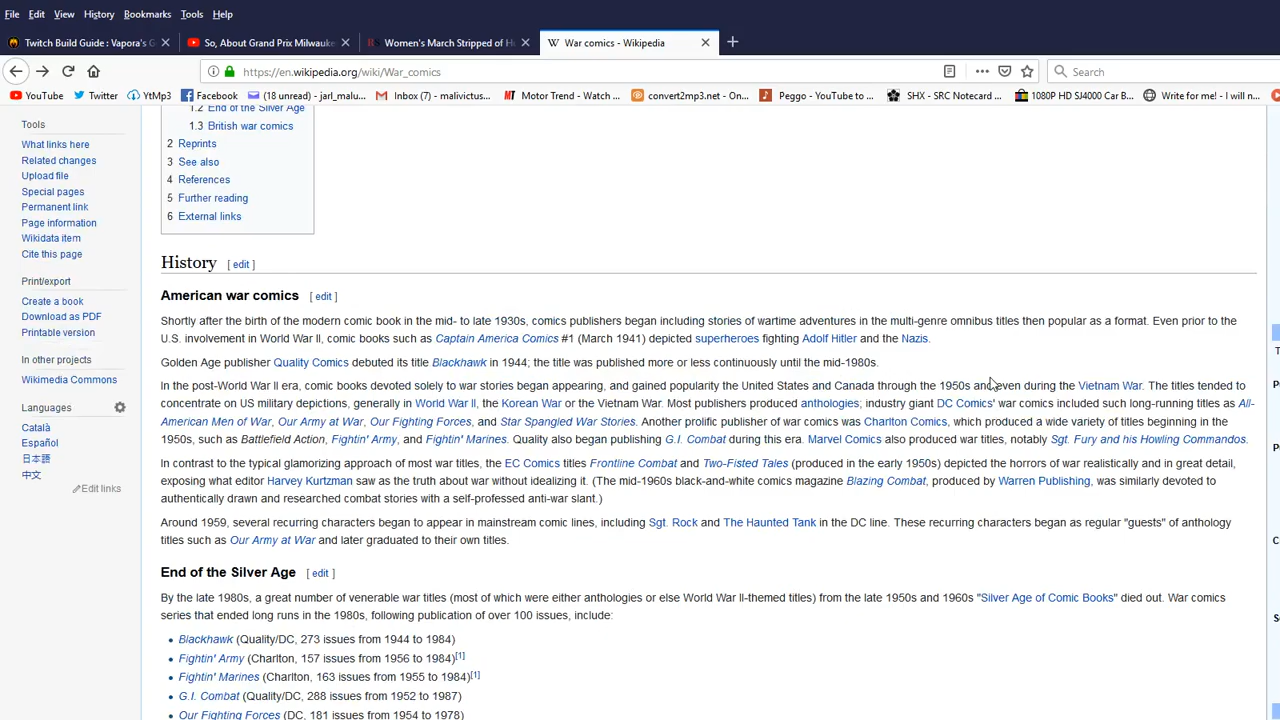 File Edit View History Bookmarks Tools Help
Twitch Build Guide : Vapora's G
So, About Grand Prix Milwauke
Women's March Stripped of H
War comics - Wikipedia
https://en.wikipedia.org/wiki/War_comics
Search
YouTube Twitter YtMp3 Facebook (18 unread) - jarl_malu... Inbox (7) - malivictus... Motor Trend - Watch ... convert2mp3.net - On... Peggo - YouTube to ... SHX - SRC Notecard ... 1080P HD SJ4000 Car B... Write for me! - I will n...
Tools
What links here
Related changes
Upload file
Special pages
Permanent link
Page information
Wikidata item
Cite this page
Print/export
Create a book
Download as PDF
Printable version
In other projects
Wikimedia Commons
Languages
Català
Español
日本語
中文
Edit links
1.2 End of the Silver Age
1.3 British war comics
2 Reprints
3 See also
4 References
5 Further reading
6 External links
History [ edit ]
American war comics [ edit ]
Shortly after the birth of the modern comic book in the mid- to late 1930s, comics publishers began including stories of wartime adventures in the multi-genre omnibus titles then popular as a format. Even prior to the
U.S. involvement in World War II, comic books such as Captain America Comics #1 (March 1941) depicted superheroes fighting Adolf Hitler and the Nazis.
Golden Age publisher Quality Comics debuted its title Blackhawk in 1944; the title was published more or less continuously until the mid-1980s.
In the post-World War II era, comic books devoted solely to war stories began appearing, and gained popularity the United States and Canada through the 1950s and even during the Vietnam War. The titles tended to
concentrate on US military depictions, generally in World War II, the Korean War or the Vietnam War. Most publishers produced anthologies; industry giant DC Comics' war comics included such long-running titles as All-
American Men of War, Our Army at War, Our Fighting Forces, and Star Spangled War Stories. Another prolific publisher of war comics was Charlton Comics, which produced a wide variety of titles beginning in the
1950s, such as Battlefield Action, Fightin' Army, and Fightin' Marines. Quality also began publishing G.I. Combat during this era. Marvel Comics also produced war titles, notably Sgt. Fury and his Howling Commandos.
In contrast to the typical glamorizing approach of most war titles, the EC Comics titles Frontline Combat and Two-Fisted Tales (produced in the early 1950s) depicted the horrors of war realistically and in great detail,
exposing what editor Harvey Kurtzman saw as the truth about war without idealizing it. (The mid-1960s black-and-white comics magazine Blazing Combat, produced by Warren Publishing, was similarly devoted to
authentically drawn and researched combat stories with a self-professed anti-war slant.)
Around 1959, several recurring characters began to appear in mainstream comic lines, including Sgt. Rock and The Haunted Tank in the DC line. These recurring characters began as regular "guests" of anthology
titles such as Our Army at War and later graduated to their own titles.
End of the Silver Age [ edit ]
By the late 1980s, a great number of venerable war titles (most of which were either anthologies or else World War II-themed titles) from the late 1950s and 1960s "Silver Age of Comic Books" died out. War comics
series that ended long runs in the 1980s, following publication of over 100 issues, include:
• Blackhawk (Quality/DC, 273 issues from 1944 to 1984)
• Fightin' Army (Charlton, 157 issues from 1956 to 1984)[1]
• Fightin' Marines (Charlton, 163 issues from 1955 to 1984)[1]
• G.I. Combat (Quality/DC, 288 issues from 1952 to 1987)
• Our Fighting Forces (DC, 181 issues from 1954 to 1978)